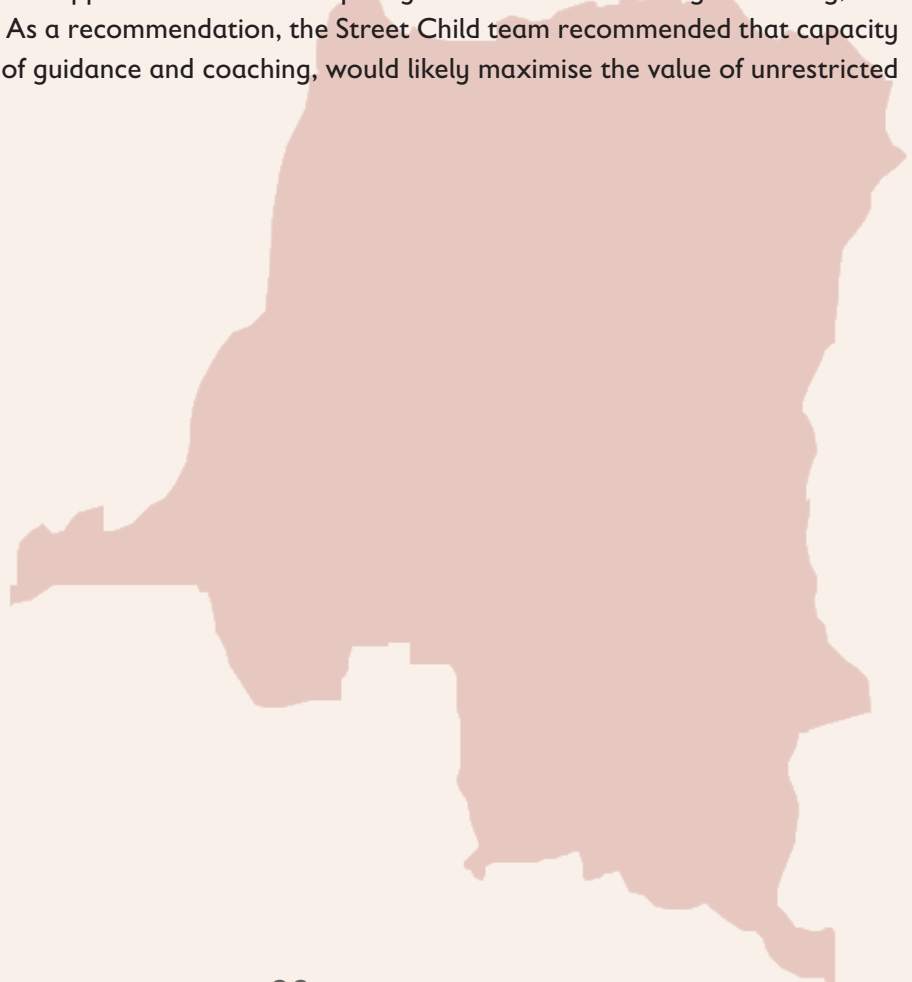 As a recommendation, the Street Child team recommended that capacity
of guidance and coaching, would likely maximise the value of unrestricted